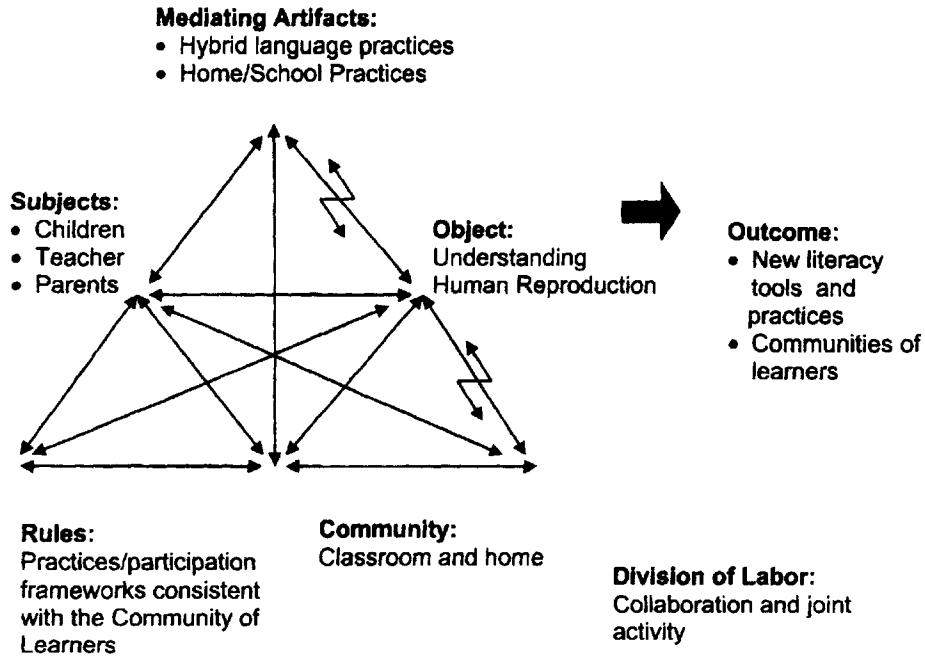 Mediating Artifacts:
• Hybrid language practices
• Home/School Practices
Subjects:
• Children
• Teacher
• Parents
Object:
Understanding
Human Reproduction
Outcome:
• New literacy
tools and
practices
• Communities of
learners
Rules:
Practices/participation
frameworks consistent
with the Community of
Learners
Community:
Classroom and home
Division of Labor:
Collaboration and joint
activity